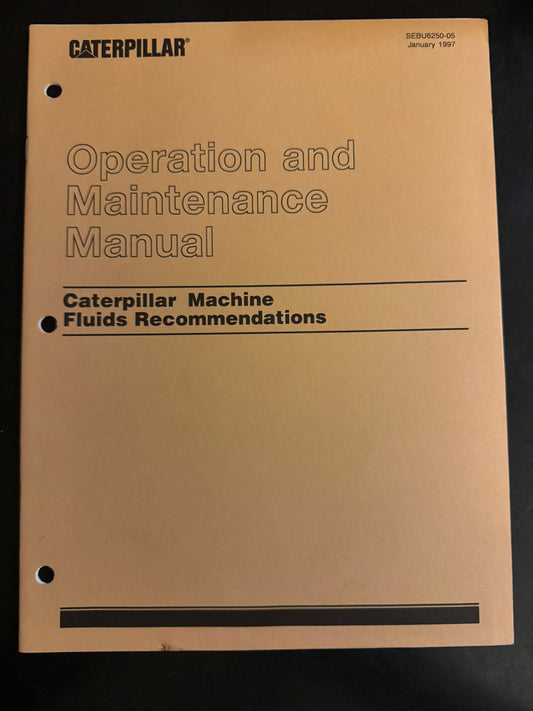 CATERPILLAR®
SEBU6250-05
January 1997
Operation and
Maintenance
Manual
Caterpillar Machine
Fluids Recommendations